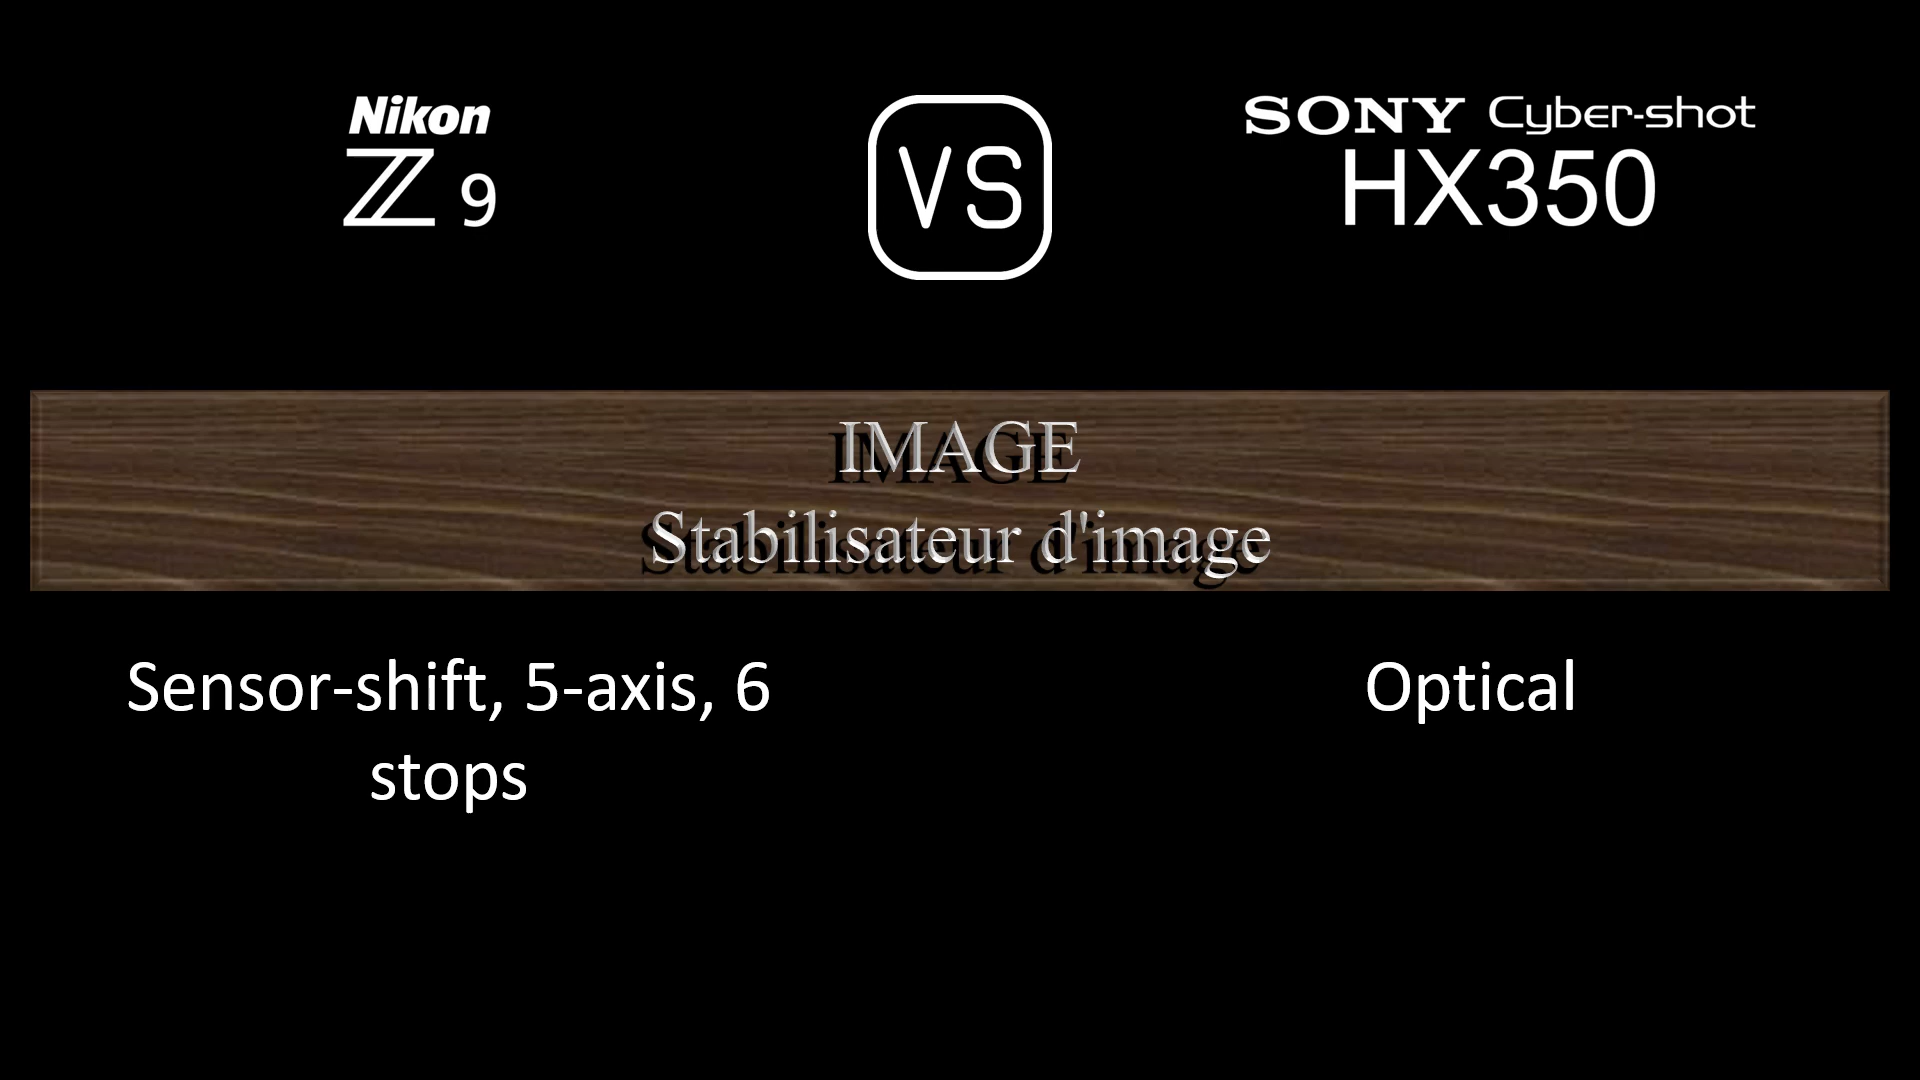 Nikon
Z 9
VS
SONY Cyber-shot
HX350
IMAGE
Stabilisateur d'image
Sensor-shift, 5-axis, 6
stops
Optical